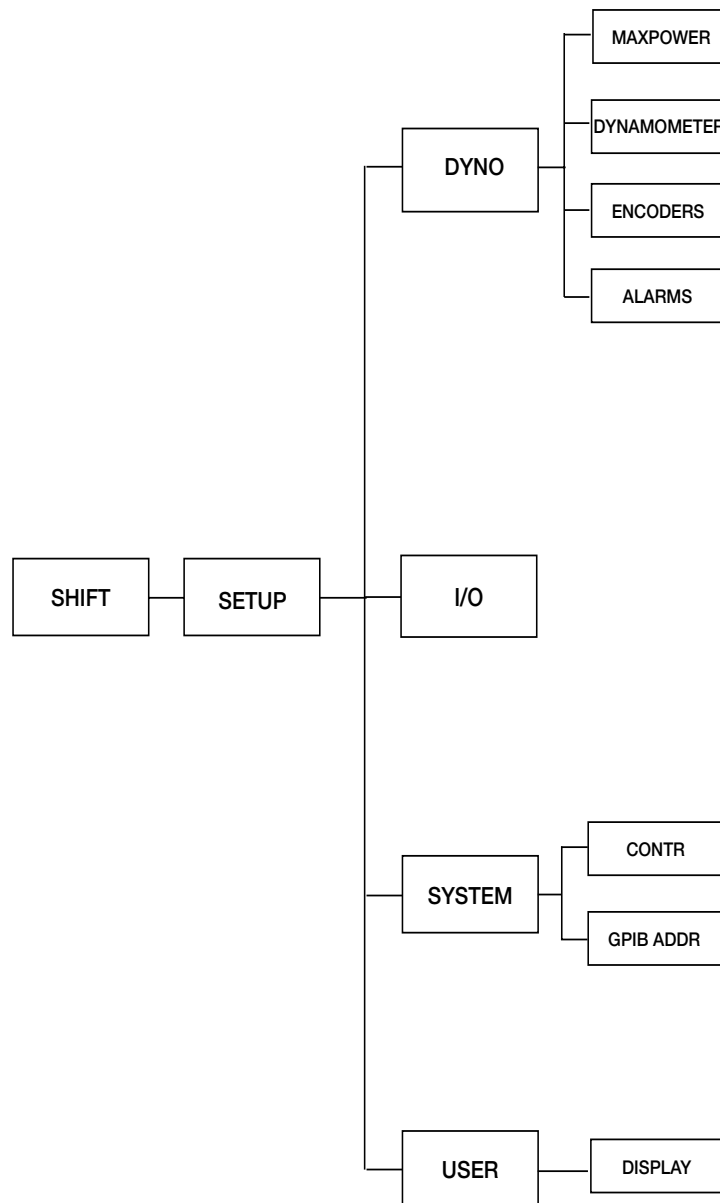 MAXPOWER
DYNAMOMETER
DYNO
ENCODERS
ALARMS
SHIFT
SETUP
I/O
CONTR
SYSTEM
GPIB ADDR
USER
DISPLAY